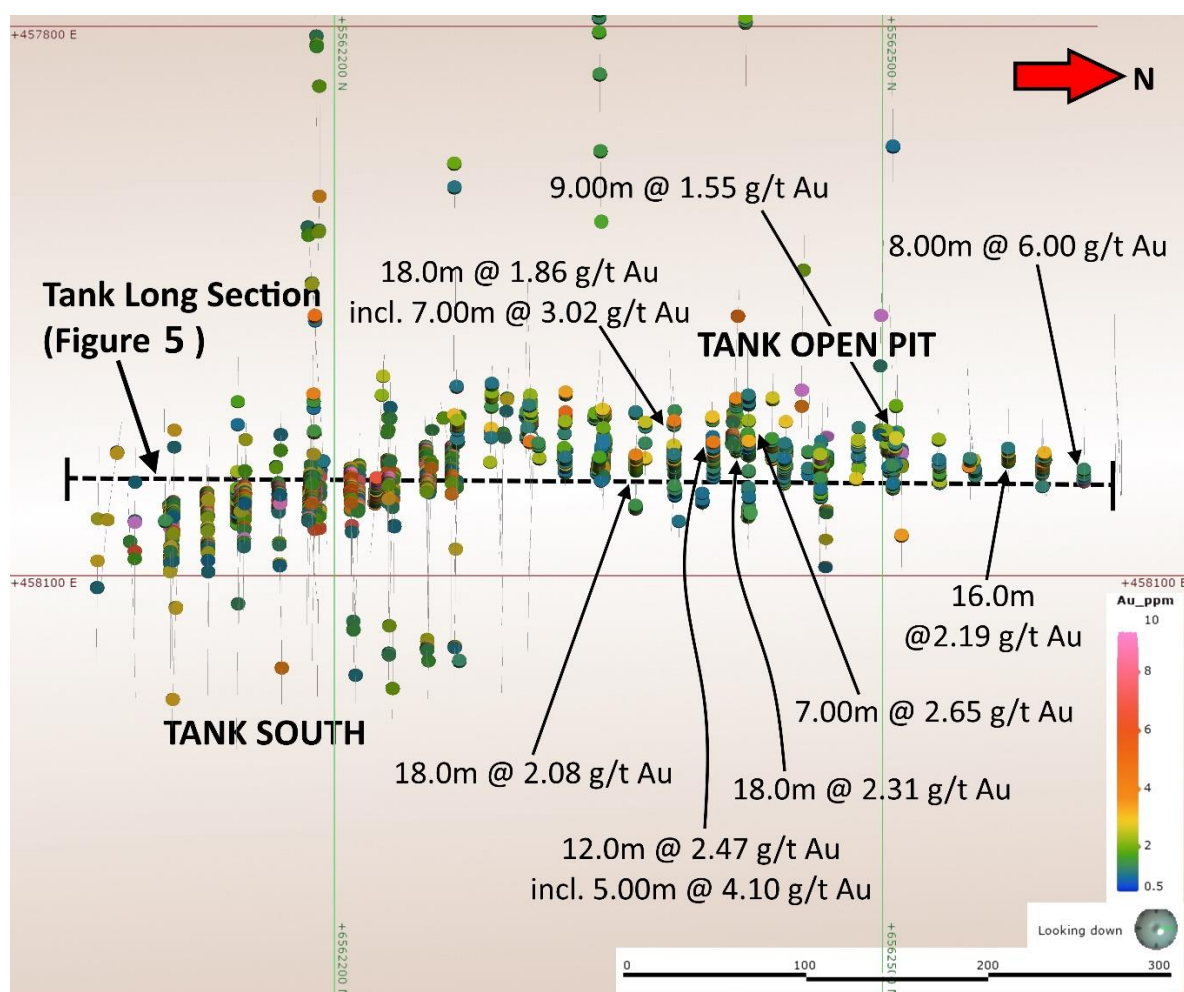 +457800 E
+6562200 N
+6562500 N
N
9.00m @ 1.55 g/t Au
8.00m @ 6.00 g/t Au
18.0m @ 1.86 g/t Au
incl. 7.00m @ 3.02 g/t Au
Tank Long Section
(Figure 5 )
TANK OPEN PIT
+458100 E
+458100 E
16.0m
@2.19 g/t Au
Au_ppm
10
8
6
4
2
0.5
7.00m @ 2.65 g/t Au
TANK SOUTH
18.0m @ 2.08 g/t Au
18.0m @ 2.31 g/t Au
12.0m @ 2.47 g/t Au
incl. 5.00m @ 4.10 g/t Au
Looking down
+6562200 N
0
100
200
300